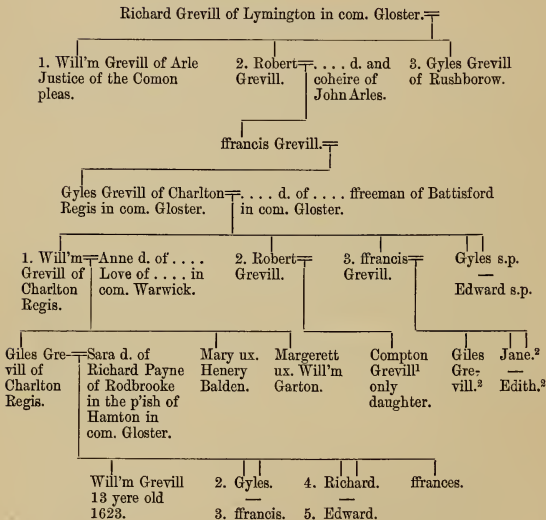 Richard Grevill of Lymington in com. Gloster.
1. Will'm Grevill of Arle
Justice of the Comon
pleas.
2. Robert
Grevill.
. . . . d. and
coheire of
John Arles.
3. Gyles Grevill
of Rushborow.
ffrancis Grevill.
Gyles Grevill of Charlton
Regis in com. Gloster.
. . . . d. of . . . . ffreeman of Battisford
in com. Gloster.
1. Will'm
Grevill of
Charlton
Regis.
Anne d. of . . . .
Love of . . . . in
com. Warwick.
2. Robert
Grevill.
3. ffrancis
Grevill.
Gyles s.p.
—
Edward s.p.
Giles Gre-
vill of
Charlton
Regis.
Sara d. of
Richard Payne
of Rodbrooke
in the p'ish of
Hamton in
com. Gloster.
Mary ux.
Henery
Balden.
Margerett
ux. Will'm
Garton.
Compton
Grevill¹
only
daughter.
Giles
Gre-
vill.²
Jane.²
—
Edith.²
Will'm Grevill
13 yere old
1623.
2. Gyles.
—
3. ffrancis.
4. Richard.
—
5. Edward.
ffrances.